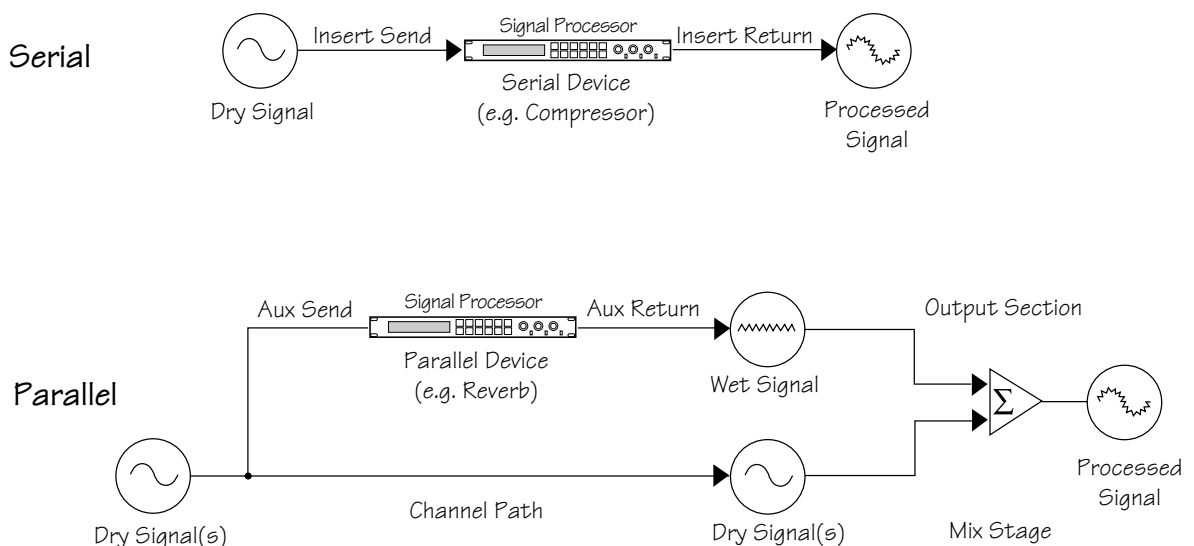 Serial
Dry Signal
Insert Send
Signal Processor
Serial Device
(e.g. Compressor)
Insert Return
Processed
Signal
Parallel
Dry Signal(s)
Aux Send
Signal Processor
Parallel Device
(e.g. Reverb)
Aux Return
Wet Signal
Output Section
Channel Path
Dry Signal(s)
Σ
Mix Stage
Processed
Signal